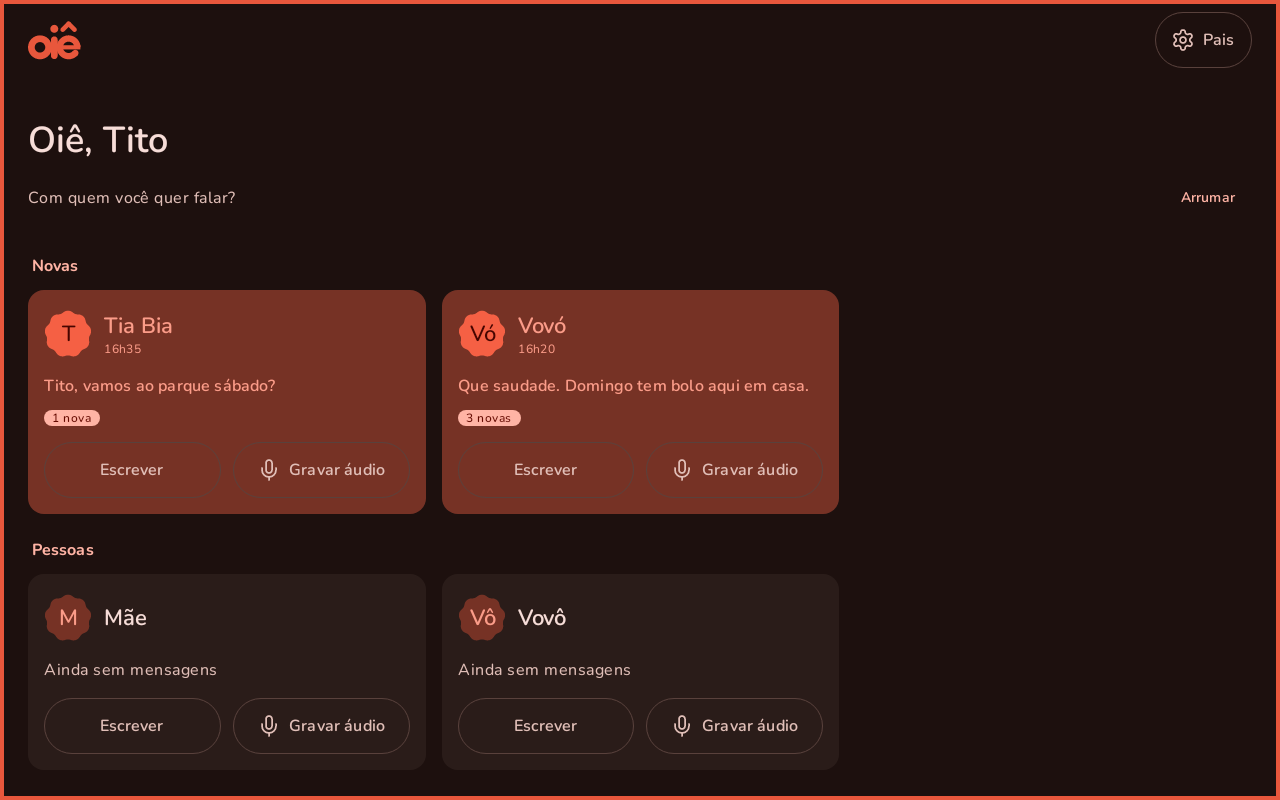 oiê
Pais
Oiê, Tito
Com quem você quer falar?
Arrumar
Novas
T
Tia Bia
16h35
Tito, vamos ao parque sábado?
1 nova
Escrever
Gravar áudio
Vó
Vovó
16h20
Que saudade. Domingo tem bolo aqui em casa.
3 novas
Escrever
Gravar áudio
Pessoas
M
Mãe
Ainda sem mensagens
Escrever
Gravar áudio
Vô
Vovô
Ainda sem mensagens
Escrever
Gravar áudio